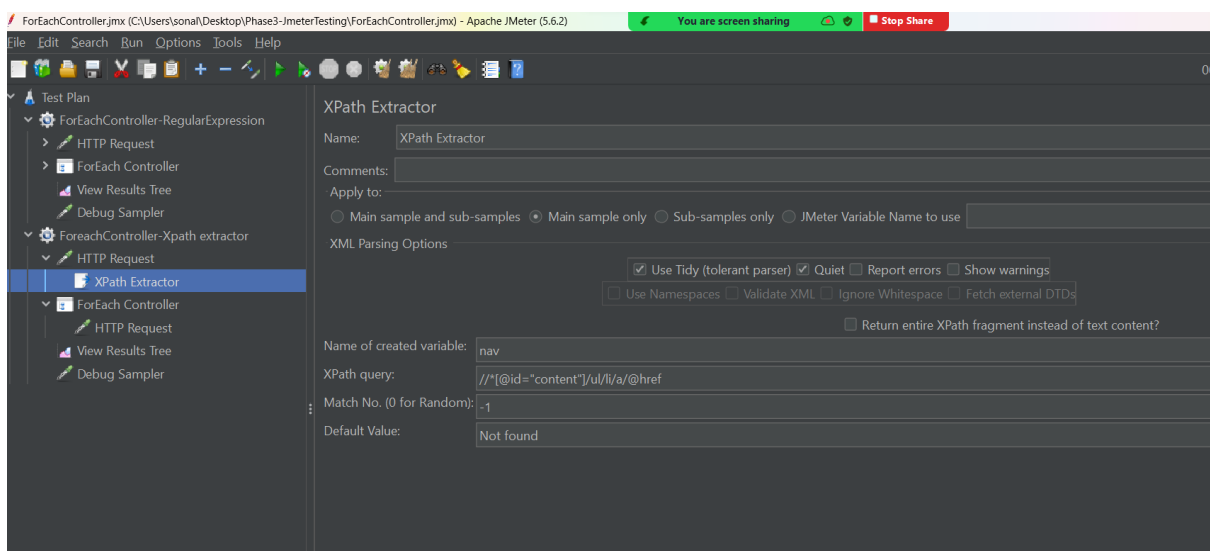 ForEachController.jmx (C:\Users\sonal\Desktop\Phase3-JmeterTesting\ForEachController.jmx) - Apache JMeter (5.6.2)
You are screen sharing
Stop Share
File Edit Search Run Options Tools Help
Test Plan
ForEachController-RegularExpression
HTTP Request
ForEach Controller
View Results Tree
Debug Sampler
ForeachController-Xpath extractor
HTTP Request
XPath Extractor
ForEach Controller
HTTP Request
View Results Tree
Debug Sampler
XPath Extractor
Name: XPath Extractor
Comments:
Apply to:
Main sample and sub-samples Main sample only Sub-samples only JMeter Variable Name to use
XML Parsing Options
Use Tidy (tolerant parser) Quiet Report errors Show warnings
Use Namespaces Validate XML Ignore Whitespace Fetch external DTDs
Return entire XPath fragment instead of text content?
Name of created variable: nav
XPath query: //*[@id="content"]/ul/li/a/@href
Match No. (0 for Random): -1
Default Value: Not found